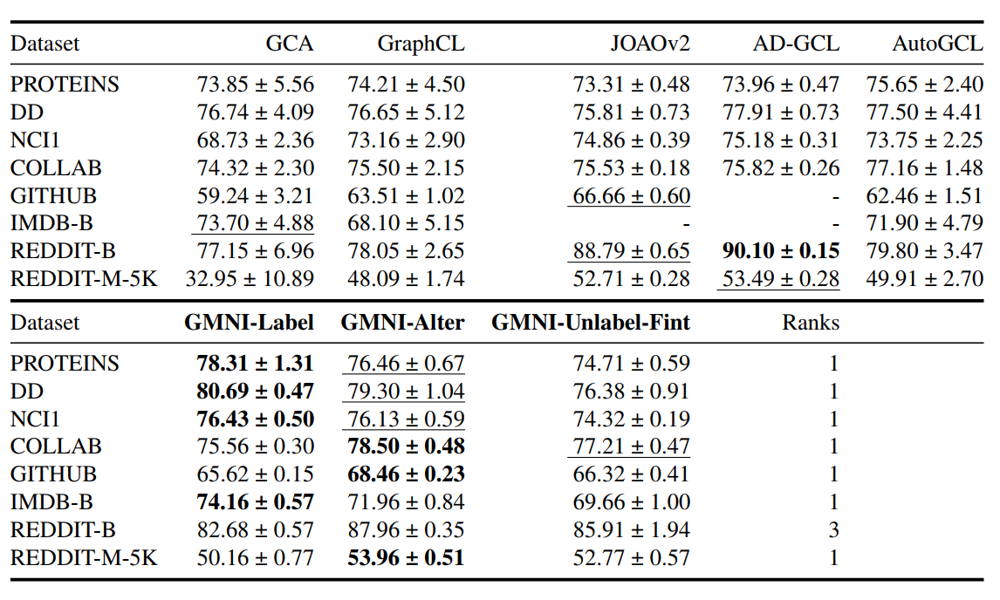 Dataset GCA GraphCL JOAOv2 AD-GCL AutoGCL
PROTEINS 73.85 ± 5.56 74.21 ± 4.50 73.31 ± 0.48 73.96 ± 0.47 75.65 ± 2.40
DD 76.74 ± 4.09 76.65 ± 5.12 75.81 ± 0.73 77.91 ± 0.73 77.50 ± 4.41
NCI1 68.73 ± 2.36 73.16 ± 2.90 74.86 ± 0.39 75.18 ± 0.31 73.75 ± 2.25
COLLAB 74.32 ± 2.30 75.50 ± 2.15 75.53 ± 0.18 75.82 ± 0.26 77.16 ± 1.48
GITHUB 59.24 ± 3.21 63.51 ± 1.02 66.66 ± 0.60 - 62.46 ± 1.51
IMDB-B 73.70 ± 4.88 68.10 ± 5.15 - - 71.90 ± 4.79
REDDIT-B 77.15 ± 6.96 78.05 ± 2.65 88.79 ± 0.65 90.10 ± 0.15 79.80 ± 3.47
REDDIT-M-5K 32.95 ± 10.89 48.09 ± 1.74 52.71 ± 0.28 53.49 ± 0.28 49.91 ± 2.70
Dataset GMNI-Label GMNI-Alter GMNI-Unlabel-Fint Ranks
PROTEINS 78.31 ± 1.31 76.46 ± 0.67 74.71 ± 0.59 1
DD 80.69 ± 0.47 79.30 ± 1.04 76.38 ± 0.91 1
NCI1 76.43 ± 0.50 76.13 ± 0.59 74.32 ± 0.19 1
COLLAB 75.56 ± 0.30 78.50 ± 0.48 77.21 ± 0.47 1
GITHUB 65.62 ± 0.15 68.46 ± 0.23 66.32 ± 0.41 1
IMDB-B 74.16 ± 0.57 71.96 ± 0.84 69.66 ± 1.00 1
REDDIT-B 82.68 ± 0.57 87.96 ± 0.35 85.91 ± 1.94 3
REDDIT-M-5K 50.16 ± 0.77 53.96 ± 0.51 52.77 ± 0.57 1